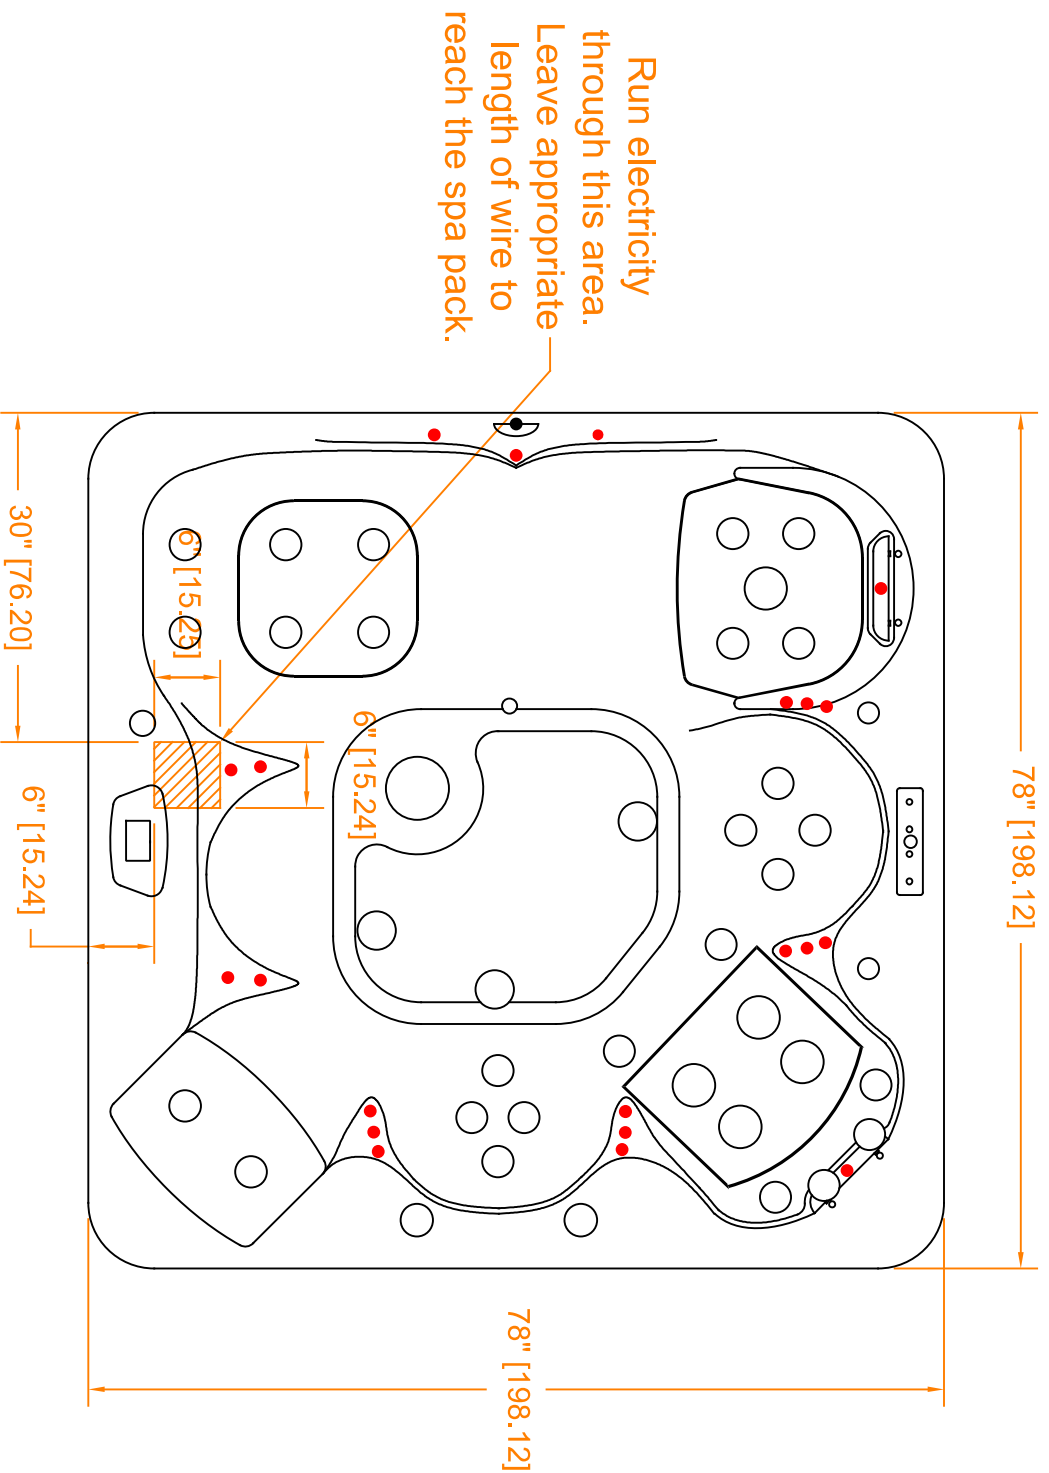 Run electricity
through this area.
Leave appropriate
length of wire to
reach the spa pack.
78" [198.12]
30" [76.20]
6" [15.25]
6" [15.24]
6" [15.24]
78" [198.12]